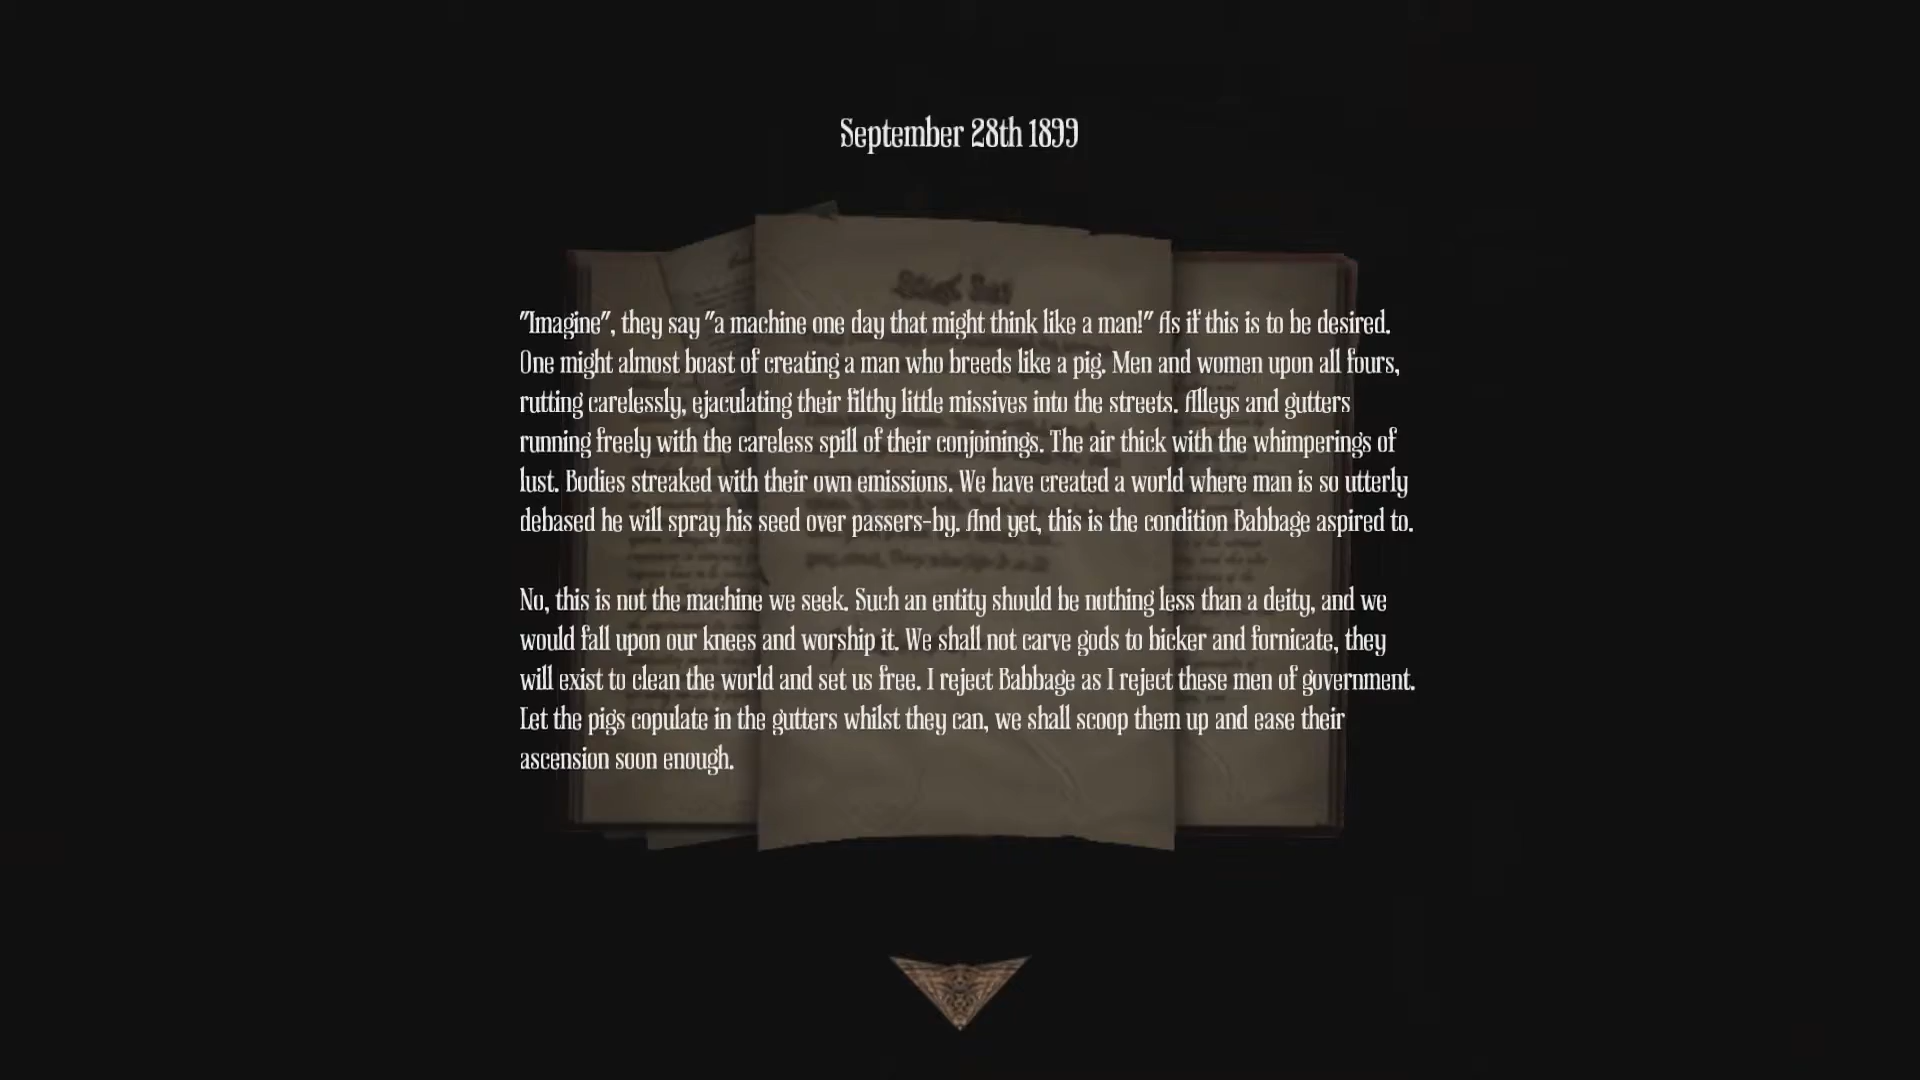 September 28th 1899
"Imagine", they say "a machine one day that might think like a man!" As if this is to be desired.
One might almost boast of creating a man who breeds like a pig. Men and women upon all fours,
rutting carelessly, ejaculating their filthy little missives into the streets. Alleys and gutters
running freely with the careless spill of their conjoinings. The air thick with the whimperings of
lust. Bodies streaked with their own emissions. We have created a world where man is so utterly
debased he will spray his seed over passers-by. And yet, this is the condition Babbage aspired to.
No, this is not the machine we seek. Such an entity should be nothing less than a deity, and we
would fall upon our knees and worship it. We shall not carve gods to bicker and fornicate, they
will exist to clean the world and set us free. I reject Babbage as I reject these men of government.
Let the pigs copulate in the gutters whilst they can, we shall scoop them up and ease their
ascension soon enough.